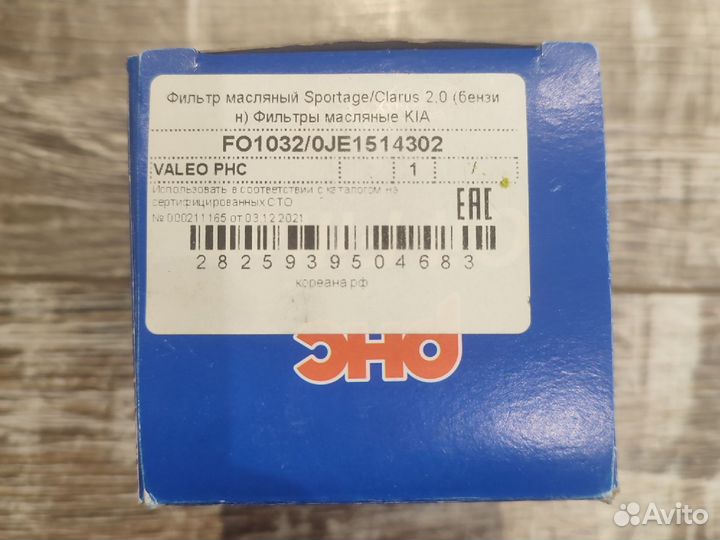 Фильтр масляный Sportage/Clarus 2,0 (бензи
н) Фильтры масляные KIA
FO1032/0JE1514302
VALEO PHC 1 /
Использовать в соответствии с каталогом на
сертифицированных СТО
№ 000211165 от 03.12.2021
EAC
2825939504683
кореана.рф
PHC
Avito